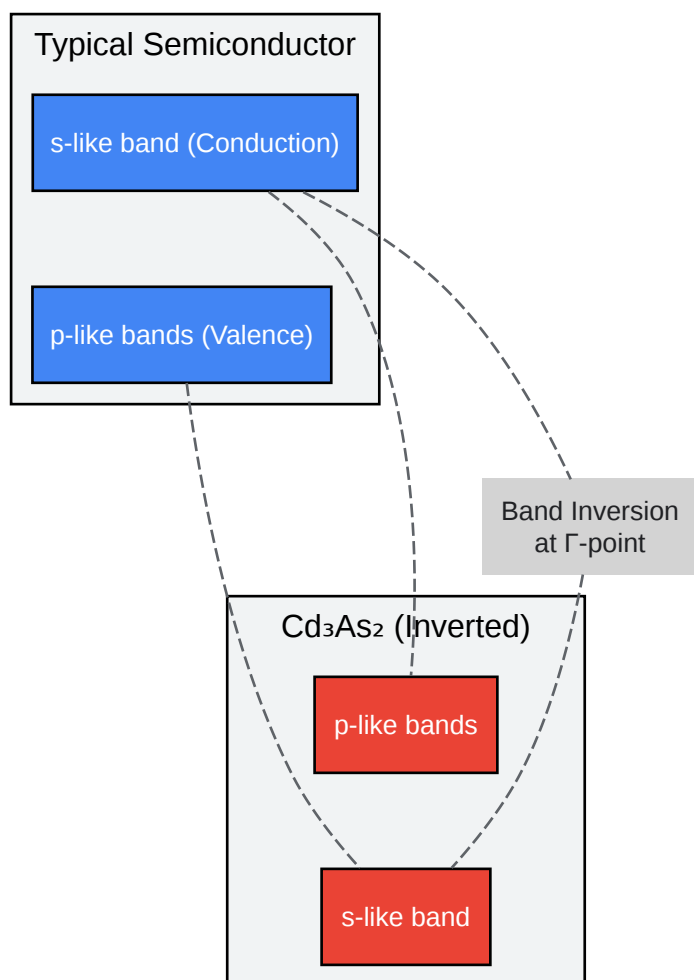 Typical Semiconductor
s-like band (Conduction)
p-like bands (Valence)
Band Inversion
at Γ-point
Cd₃As₂ (Inverted)
p-like bands
s-like band